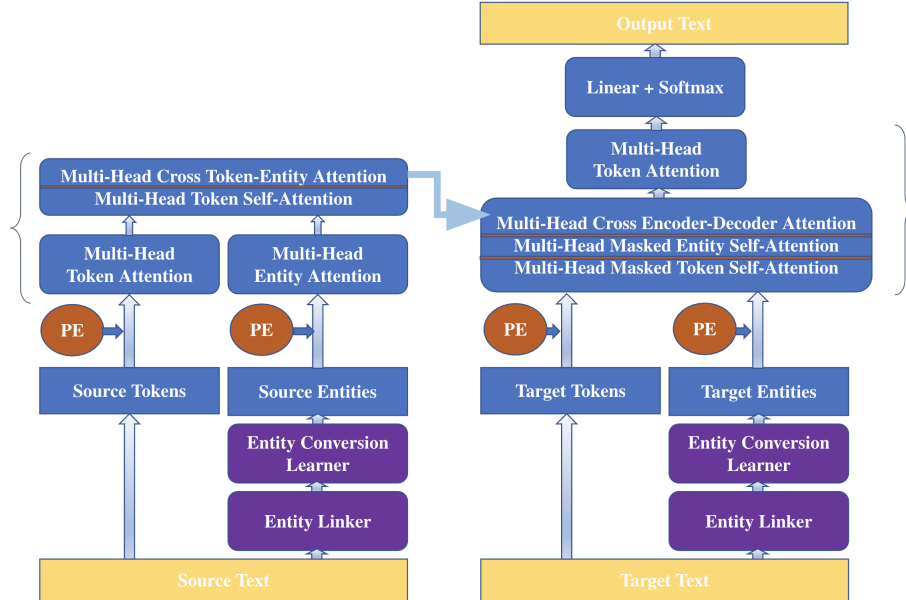 Output Text
Linear + Softmax
Multi-Head
Token Attention
Multi-Head Cross Token-Entity Attention
Multi-Head Token Self-Attention
Multi-Head
Token Attention
Multi-Head
Entity Attention
Multi-Head Cross Encoder-Decoder Attention
Multi-Head Masked Entity Self-Attention
Multi-Head Masked Token Self-Attention
PE
PE
PE
PE
Source Tokens
Source Entities
Target Tokens
Target Entities
Entity Conversion
Learner
Entity Conversion
Learner
Entity Linker
Entity Linker
Source Text
Target Text